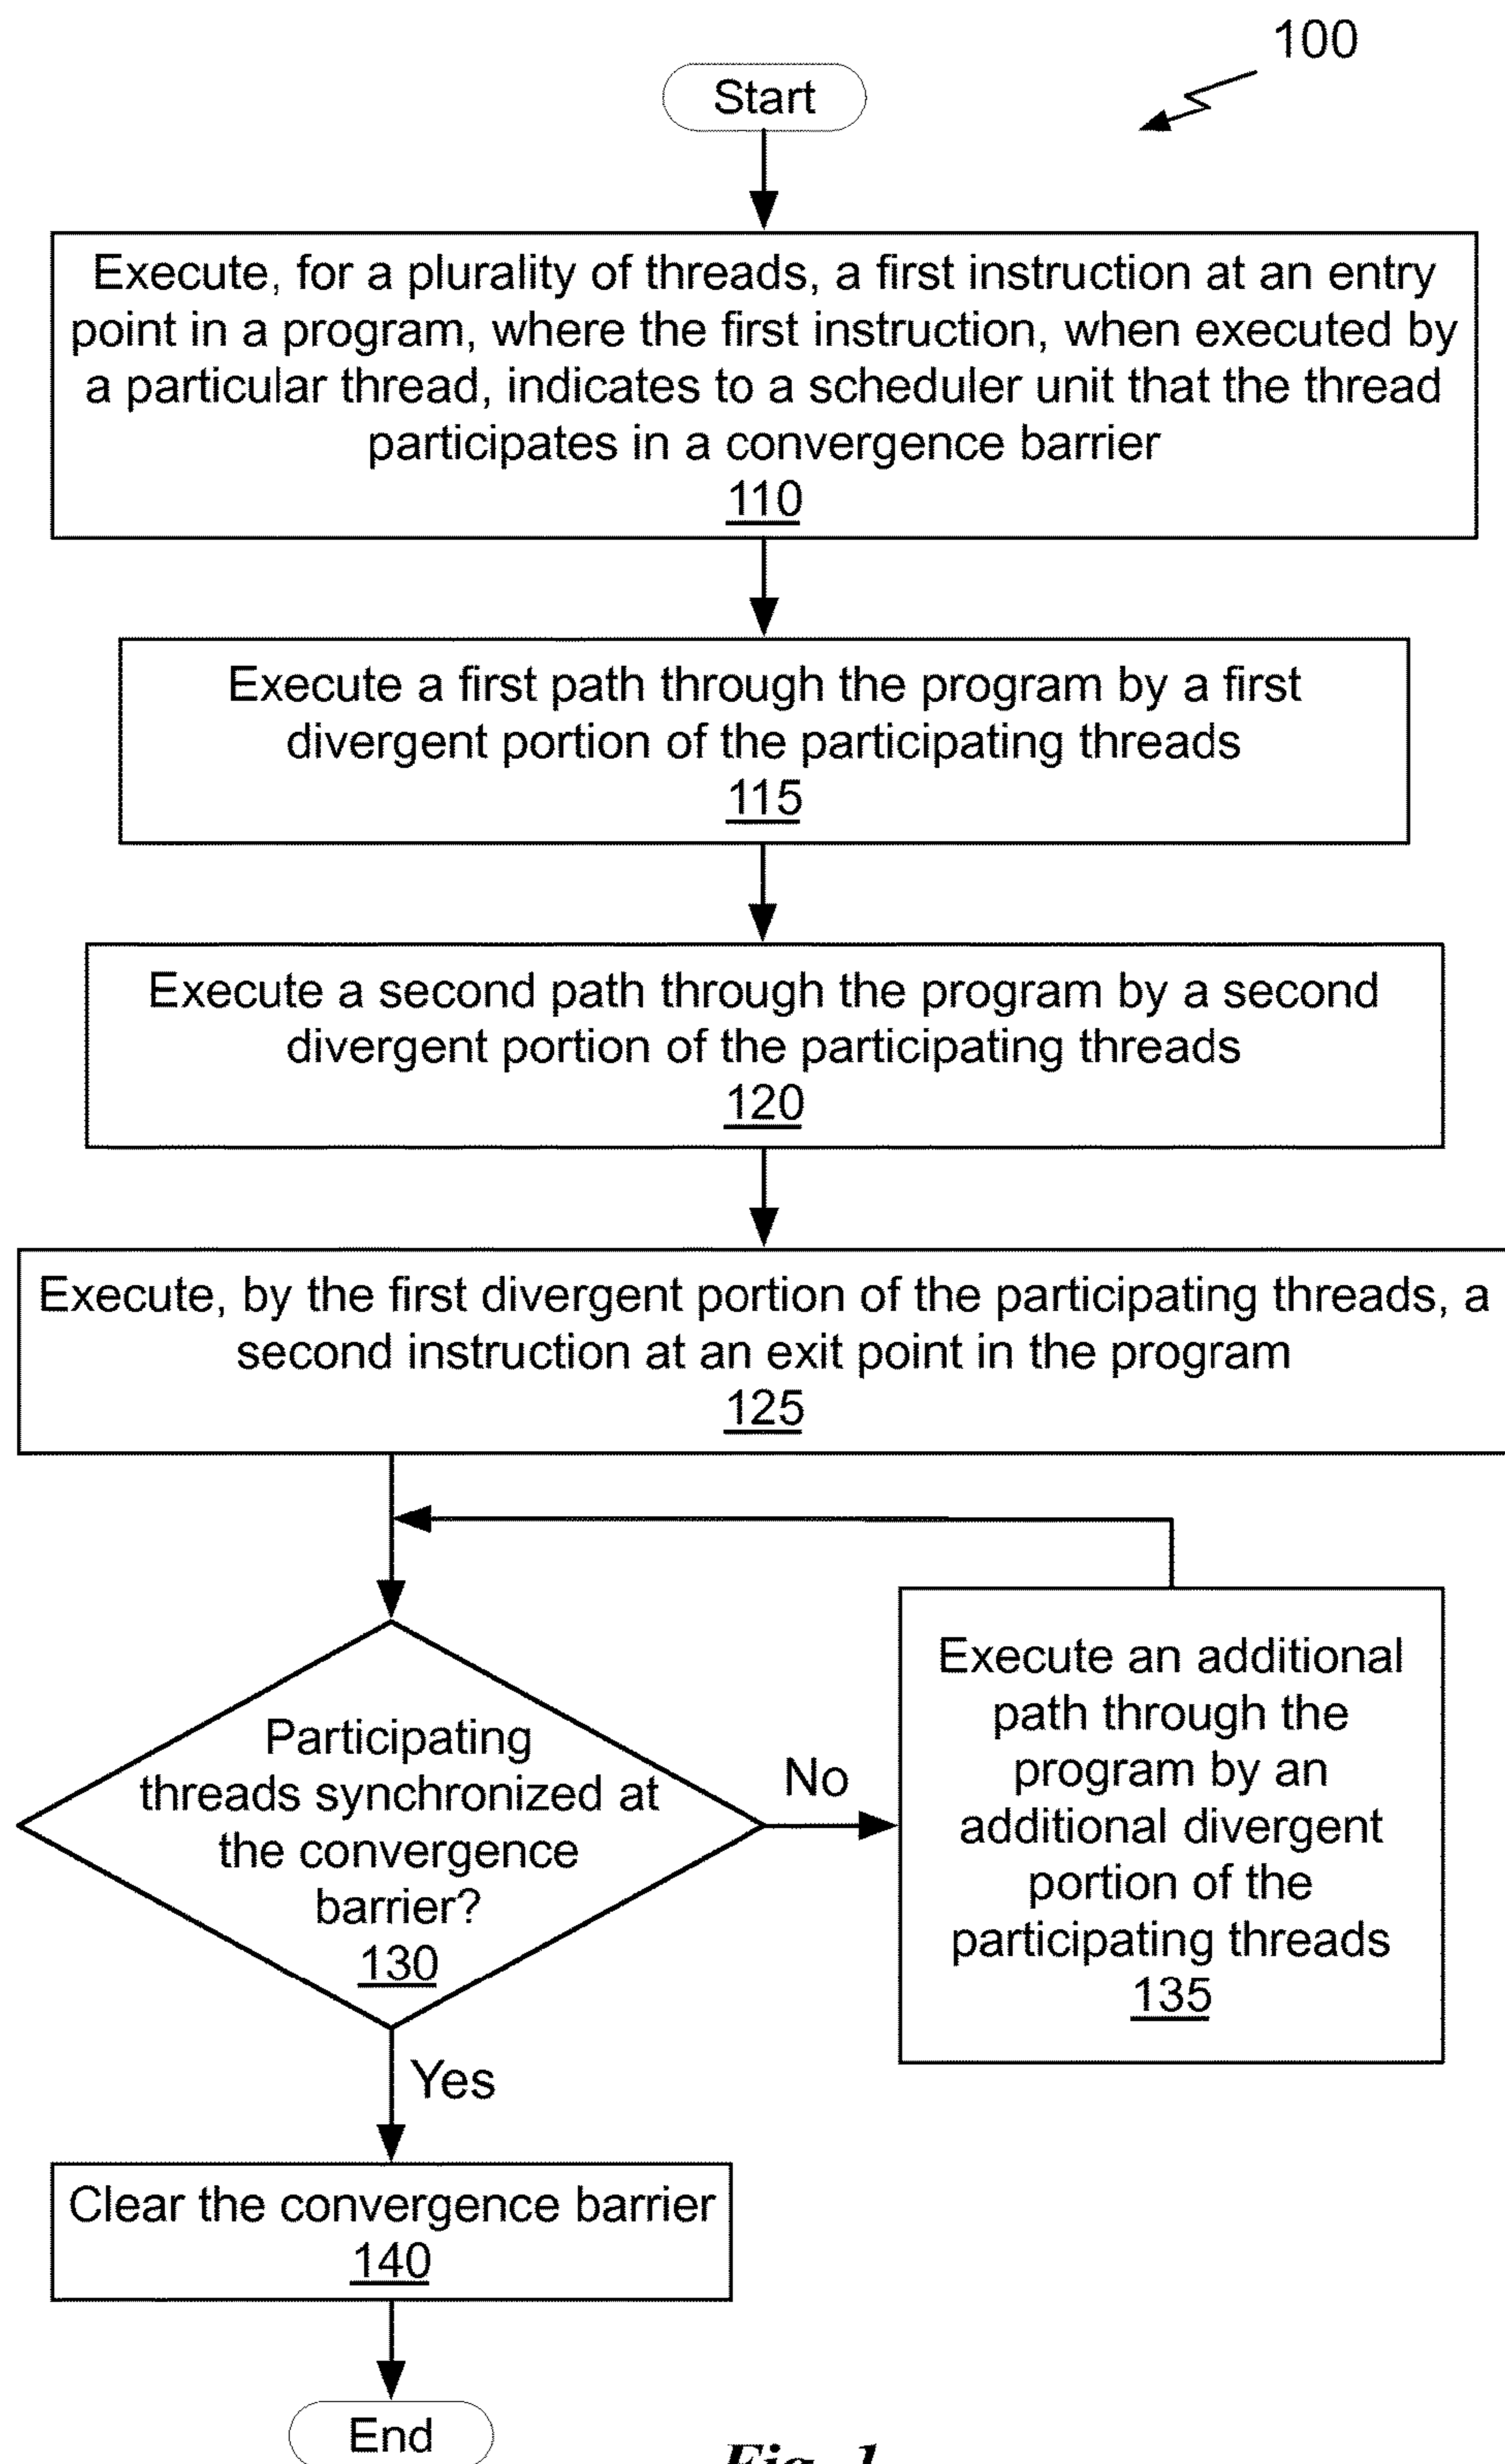 100
Start
Execute, for a plurality of threads, a first instruction at an entry
point in a program, where the first instruction, when executed by
a particular thread, indicates to a scheduler unit that the thread
participates in a convergence barrier
110
Execute a first path through the program by a first
divergent portion of the participating threads
115
Execute a second path through the program by a second
divergent portion of the participating threads
120
Execute, by the first divergent portion of the participating threads, a
second instruction at an exit point in the program
125
Participating
threads synchronized at
the convergence
barrier?
130
No
Execute an additional
path through the
program by an
additional divergent
portion of the
participating threads
135
Yes
Clear the convergence barrier
140
End
Fig. 1